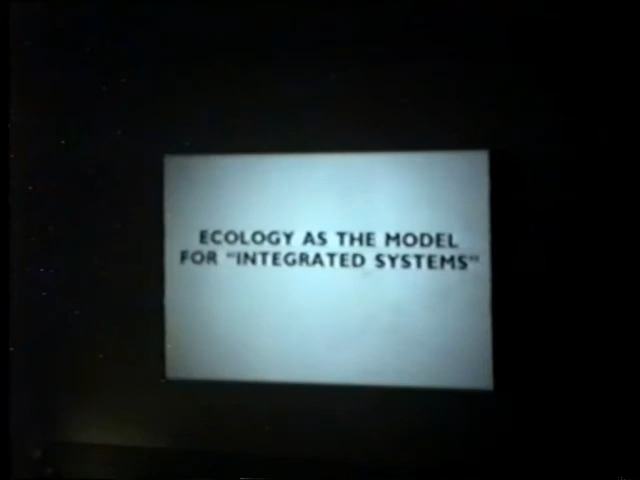 ECOLOGY AS THE MODEL
FOR "INTEGRATED SYSTEMS"